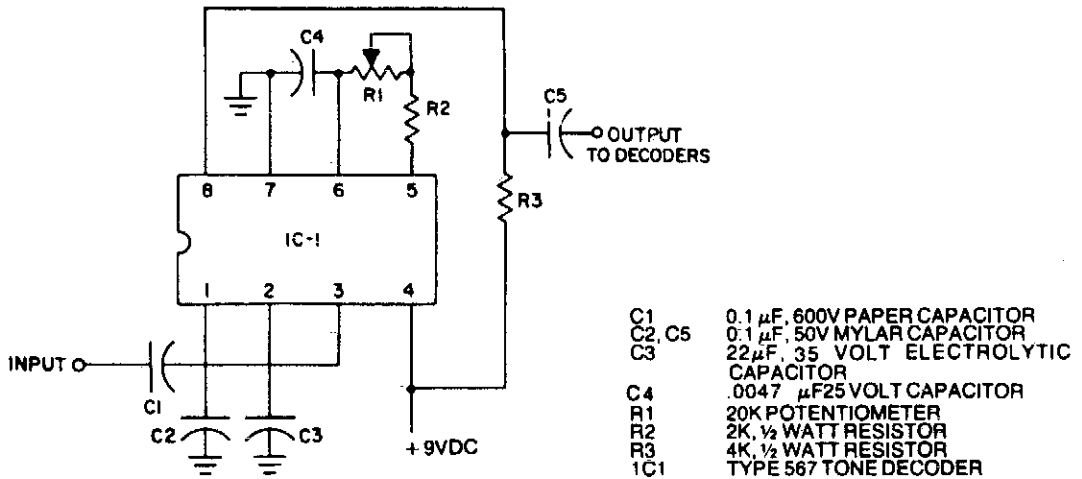 C4
R1
R2
C5
OUTPUT
TO DECODERS
R3
8 7 6 5
IC-1
1 2 3 4
INPUT
C1
C2
C3
+9VDC
C1 0.1 µF, 600V PAPER CAPACITOR
C2, C5 0.1 µF, 50V MYLAR CAPACITOR
C3 22µF, 35 VOLT ELECTROLYTIC
CAPACITOR
C4 .0047 µF25 VOLT CAPACITOR
R1 20K POTENTIOMETER
R2 2K, ½ WATT RESISTOR
R3 4K, ½ WATT RESISTOR
1C1 TYPE 567 TONE DECODER